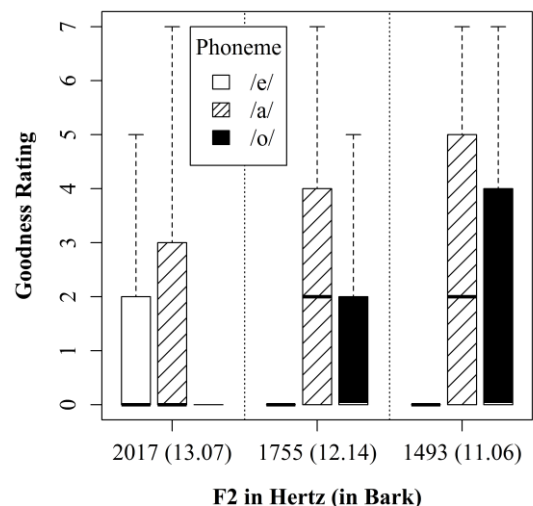 7
6
5
4
3
2
1
0
Goodness Rating
Phoneme
/e/
/a/
/o/
2017 (13.07) 1755 (12.14) 1493 (11.06)
F2 in Hertz (in Bark)